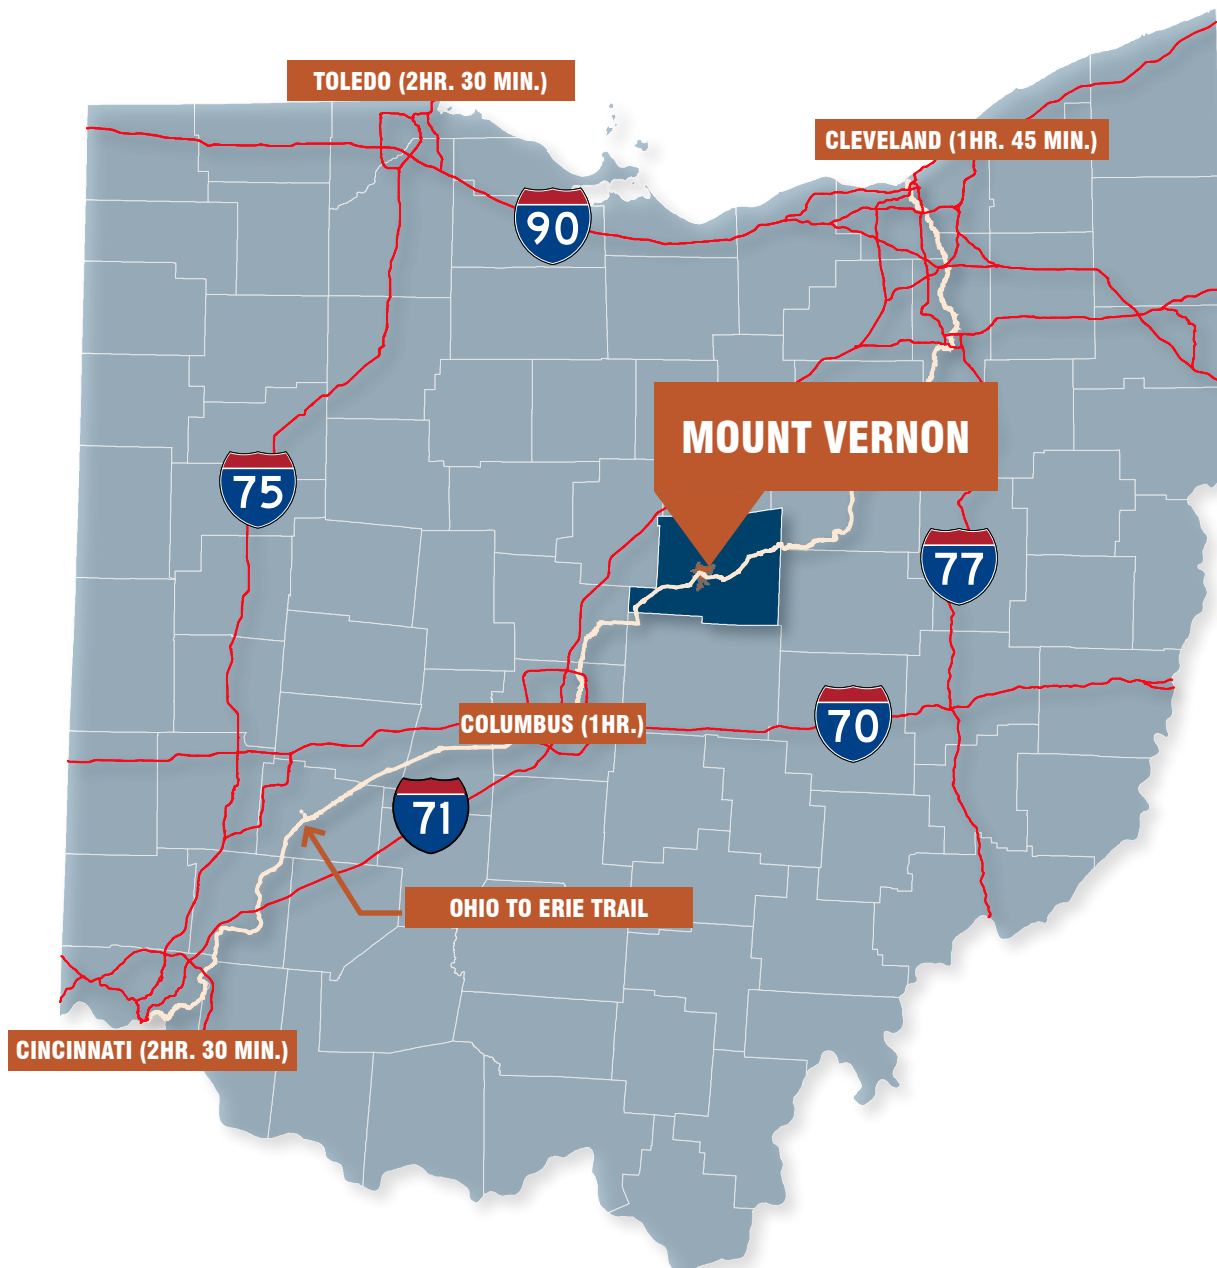 TOLEDO (2HR. 30 MIN.)
CLEVELAND (1HR. 45 MIN.)
90
MOUNT VERNON
75
77
COLUMBUS (1HR.)
70
71
OHIO TO ERIE TRAIL
CINCINNATI (2HR. 30 MIN.)